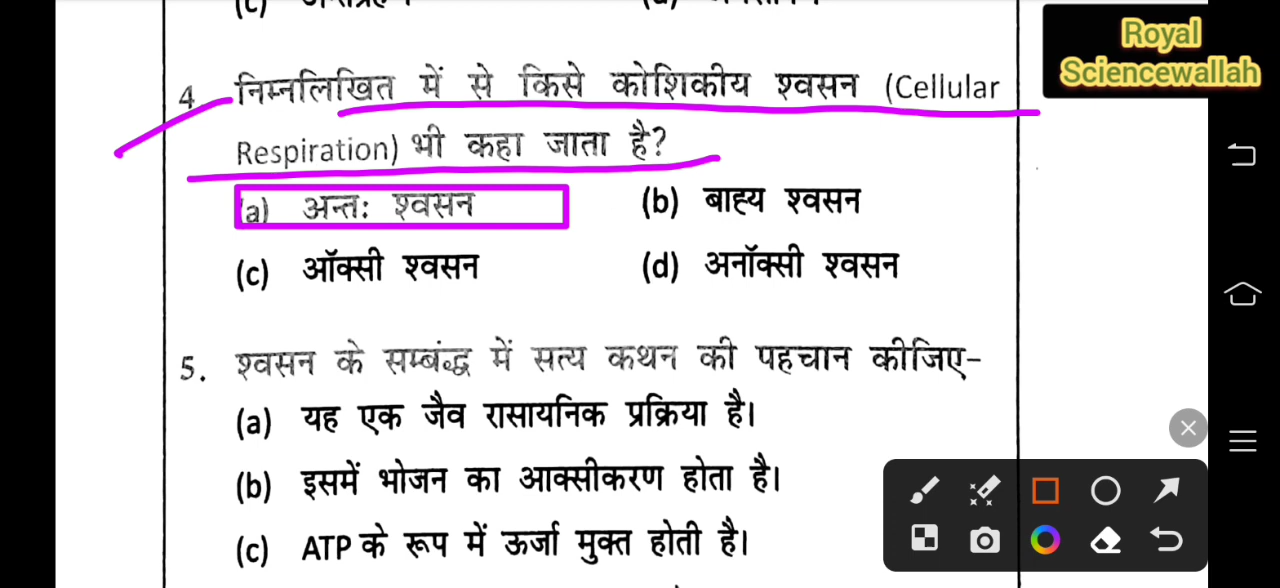 (c)
Royal
Sciencewallah
4. निम्नलिखित में से किसे कोशिकीय श्वसन (Cellular
Respiration) भी कहा जाता है?
(a) अन्तः श्वसन (b) बाह्य श्वसन
(c) ऑक्सी श्वसन (d) अनॉक्सी श्वसन
5. श्वसन के सम्बंद्ध में सत्य कथन की पहचान कीजिए-
(a) यह एक जैव रासायनिक प्रक्रिया है।
(b) इसमें भोजन का आक्सीकरण होता है।
(c) ATP के रूप में ऊर्जा मुक्त होती है।